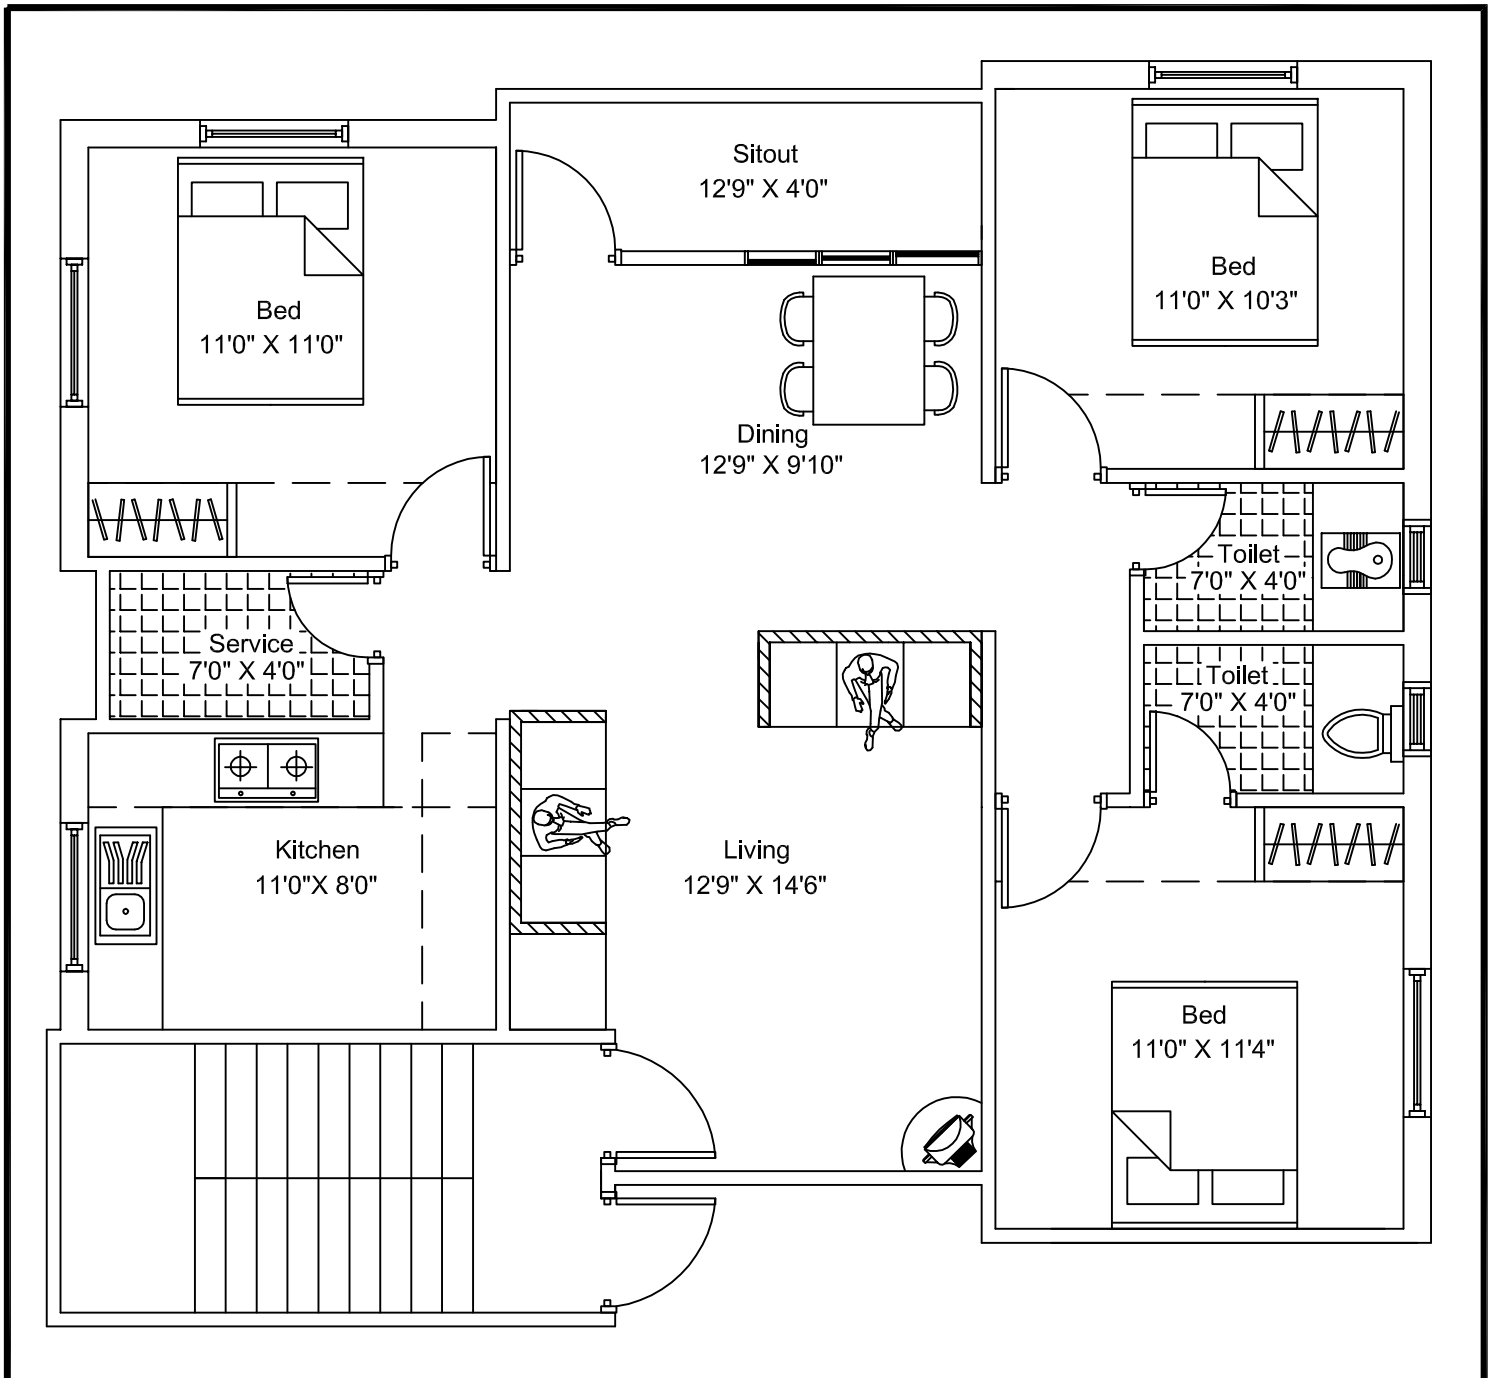 Sitout
12'9" X 4'0"
Bed
11'0" X 10'3"
Bed
11'0" X 11'0"
Dining
12'9" X 9'10"
Toilet
7'0" X 4'0"
Service
7'0" X 4'0"
Toilet
7'0" X 4'0"
Kitchen
11'0"X 8'0"
Living
12'9" X 14'6"
Bed
11'0" X 11'4"